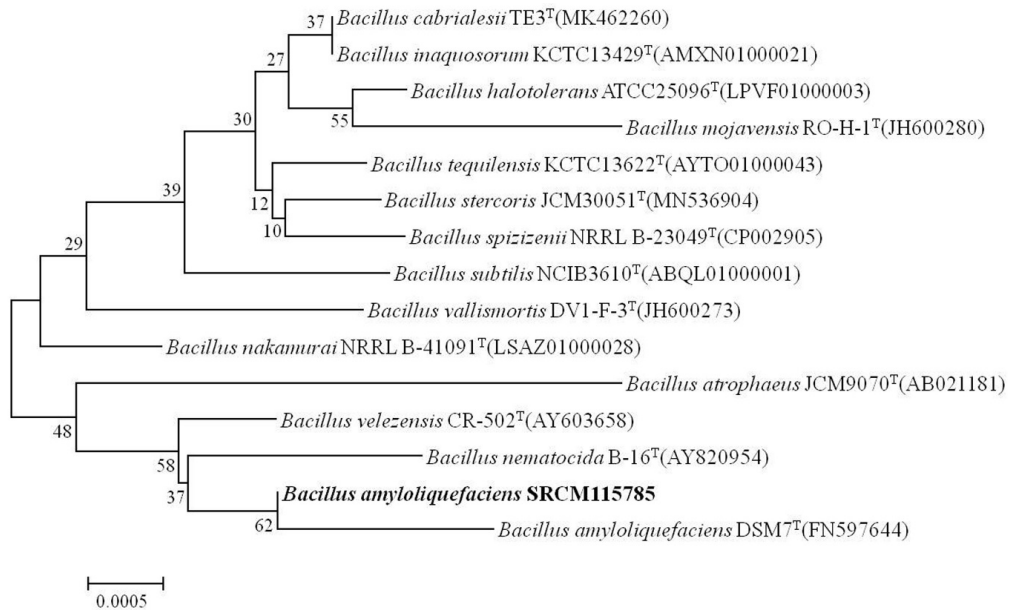 37
Bacillus cabrialesii TE3ᵀ(MK462260)
Bacillus inaquosorum KCTC13429ᵀ(AMXN01000021)
27
Bacillus halotolerans ATCC25096ᵀ(LPVF01000003)
55
Bacillus mojavensis RO-H-1ᵀ(JH600280)
30
Bacillus tequilensis KCTC13622ᵀ(AYTO01000043)
39
Bacillus stercoris JCM30051ᵀ(MN536904)
12
10
Bacillus spizizenii NRRL B-23049ᵀ(CP002905)
29
Bacillus subtilis NCIB3610ᵀ(ABQL01000001)
Bacillus vallismortis DV1-F-3ᵀ(JH600273)
Bacillus nakamurai NRRL B-41091ᵀ(LSAZ01000028)
Bacillus atrophaeus JCM9070ᵀ(AB021181)
48
Bacillus velezensis CR-502ᵀ(AY603658)
58
Bacillus nematocida B-16ᵀ(AY820954)
37
Bacillus amyloliquefaciens SRCM115785
62
Bacillus amyloliquefaciens DSM7ᵀ(FN597644)
0.0005